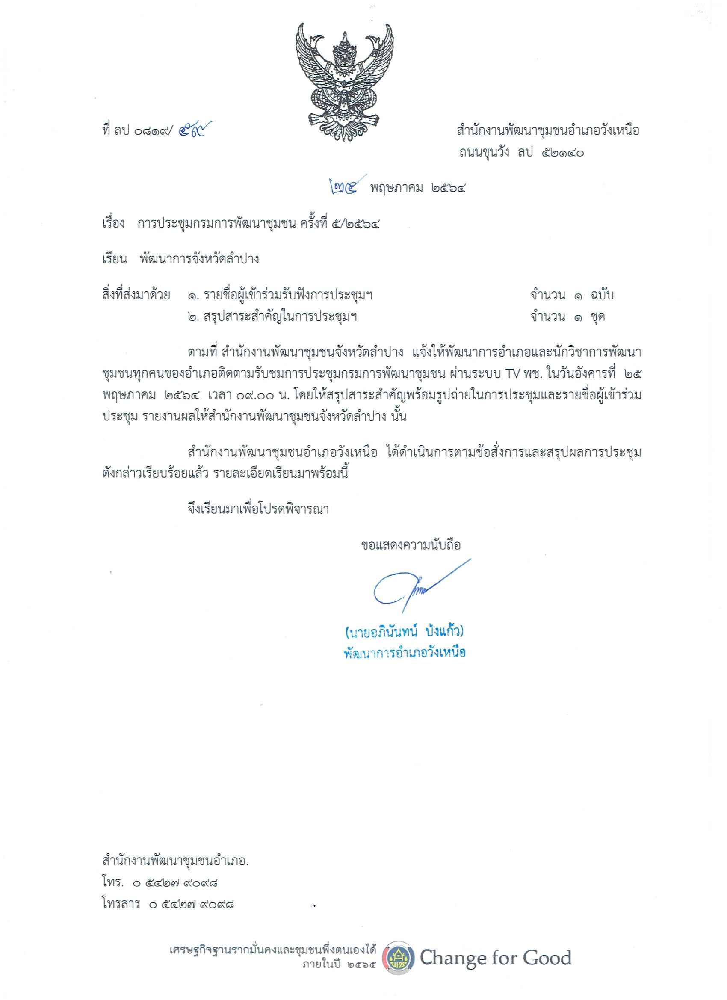 ที่ ลป ๐๘๑๙/ ๕๙
สำนักงานพัฒนาชุมชนอำเภอวังเหนือ
ถนนขุนวัง ลป ๕๒๑๔๐
๒๕ พฤษภาคม ๒๕๖๔
เรื่อง การประชุมกรมการพัฒนาชุมชน ครั้งที่ ๕/๒๕๖๔
เรียน พัฒนาการจังหวัดลำปาง
สิ่งที่ส่งมาด้วย ๑. รายชื่อผู้เข้าร่วมรับฟังการประชุมฯ จำนวน ๑ ฉบับ
๒. สรุปสาระสำคัญในการประชุมฯ จำนวน ๑ ชุด
ตามที่ สำนักงานพัฒนาชุมชนจังหวัดลำปาง แจ้งให้พัฒนาการอำเภอและนักวิชาการพัฒนา
ชุมชนทุกคนของอำเภอติดตามรับชมการประชุมกรมการพัฒนาชุมชน ผ่านระบบ TV พช. ในวันอังคารที่ ๒๕
พฤษภาคม ๒๕๖๔ เวลา ๐๙.๐๐ น. โดยให้สรุปสาระสำคัญพร้อมรูปถ่ายในการประชุมและรายชื่อผู้เข้าร่วม
ประชุม รายงานผลให้สำนักงานพัฒนาชุมชนจังหวัดลำปาง นั้น
สำนักงานพัฒนาชุมชนอำเภอวังเหนือ ได้ดำเนินการตามข้อสั่งการและสรุปผลการประชุม
ดังกล่าวเรียบร้อยแล้ว รายละเอียดเรียนมาพร้อมนี้
จึงเรียนมาเพื่อโปรดพิจารณา
ขอแสดงความนับถือ
(นายอภินันทน์ ป่งแก้ว)
พัฒนาการอำเภอวังเหนือ
สำนักงานพัฒนาชุมชนอำเภอ.
โทร. ๐ ๕๔๒๗ ๙๐๙๘
โทรสาร ๐ ๕๔๒๗ ๙๐๙๘
เศรษฐกิจฐานรากมั่นคงและชุมชนพึ่งตนเองได้
ภายในปี ๒๕๖๕
พช
Change for Good